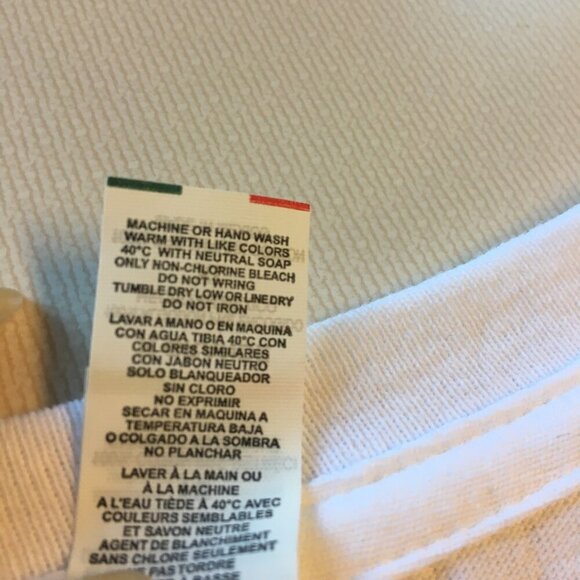 MACHINE OR HAND WASH
WARM WITH LIKE COLORS
40°C WITH NEUTRAL SOAP
ONLY NON-CHLORINE BLEACH
DO NOT WRING
TUMBLE DRY LOW OR LINE DRY
DO NOT IRON
LAVAR A MANO O EN MAQUINA
CON AGUA TIBIA 40°C CON
COLORES SIMILARES
CON JABON NEUTRO
SOLO BLANQUEADOR
SIN CLORO
NO EXPRIMIR
SECAR EN MAQUINA A
TEMPERATURA BAJA
O COLGADO A LA SOMBRA
NO PLANCHAR
LAVER À LA MAIN OU
À LA MACHINE
A L'EAU TIÈDE À 40°C AVEC
COULEURS SEMBLABLES
ET SAVON NEUTRE
AGENT DE BLANCHIMENT
SANS CHLORE SEULEMENT
PAS TORDRE
À BASSE